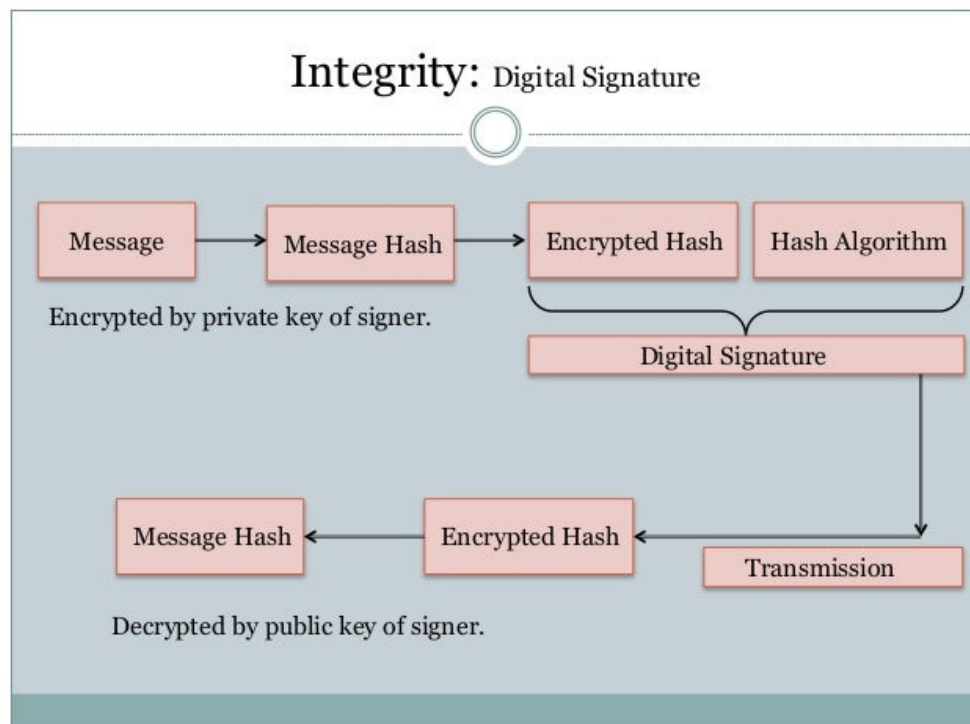 Integrity: Digital Signature
Message
Message Hash
Encrypted Hash
Hash Algorithm
Encrypted by private key of signer.
Digital Signature
Message Hash
Encrypted Hash
Transmission
Decrypted by public key of signer.